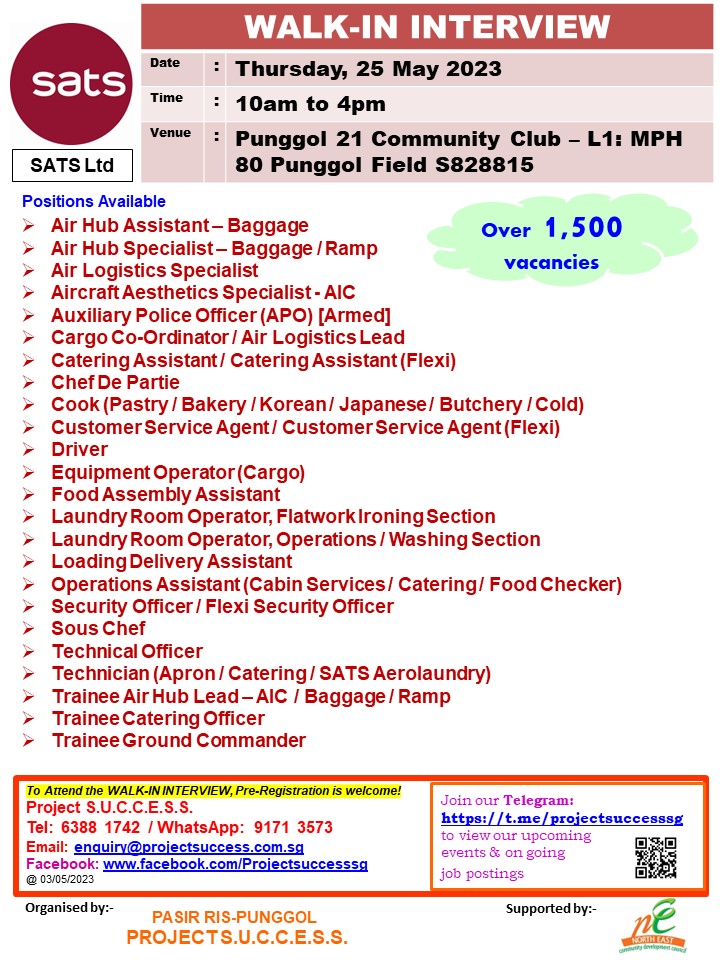 sats
SATS Ltd
WALK-IN INTERVIEW
Date : Thursday, 25 May 2023
Time : 10am to 4pm
Venue : Punggol 21 Community Club – L1: MPH
80 Punggol Field S828815
Positions Available
Over 1,500
vacancies
Air Hub Assistant – Baggage
Air Hub Specialist – Baggage / Ramp
Air Logistics Specialist
Aircraft Aesthetics Specialist - AIC
Auxiliary Police Officer (APO) [Armed]
Cargo Co-Ordinator / Air Logistics Lead
Catering Assistant / Catering Assistant (Flexi)
Chef De Partie
Cook (Pastry / Bakery / Korean / Japanese / Butchery / Cold)
Customer Service Agent / Customer Service Agent (Flexi)
Driver
Equipment Operator (Cargo)
Food Assembly Assistant
Laundry Room Operator, Flatwork Ironing Section
Laundry Room Operator, Operations / Washing Section
Loading Delivery Assistant
Operations Assistant (Cabin Services / Catering / Food Checker)
Security Officer / Flexi Security Officer
Sous Chef
Technical Officer
Technician (Apron / Catering / SATS Aerolaundry)
Trainee Air Hub Lead – AIC / Baggage / Ramp
Trainee Catering Officer
Trainee Ground Commander
To Attend the WALK-IN INTERVIEW, Pre-Registration is welcome!
Project S.U.C.C.E.S.S.
Tel: 6388 1742 / WhatsApp: 9171 3573
Email: enquiry@projectsuccess.com.sg
Facebook: www.facebook.com/Projectsuccesssg
@ 03/05/2023
Join our Telegram:
https://t.me/projectsuccesssg
to view our upcoming
events & on going
job postings
Organised by:-
PASIR RIS-PUNGGOL
PROJECT S.U.C.C.E.S.S.
Supported by:-
ne
NORTH EAST
community development council